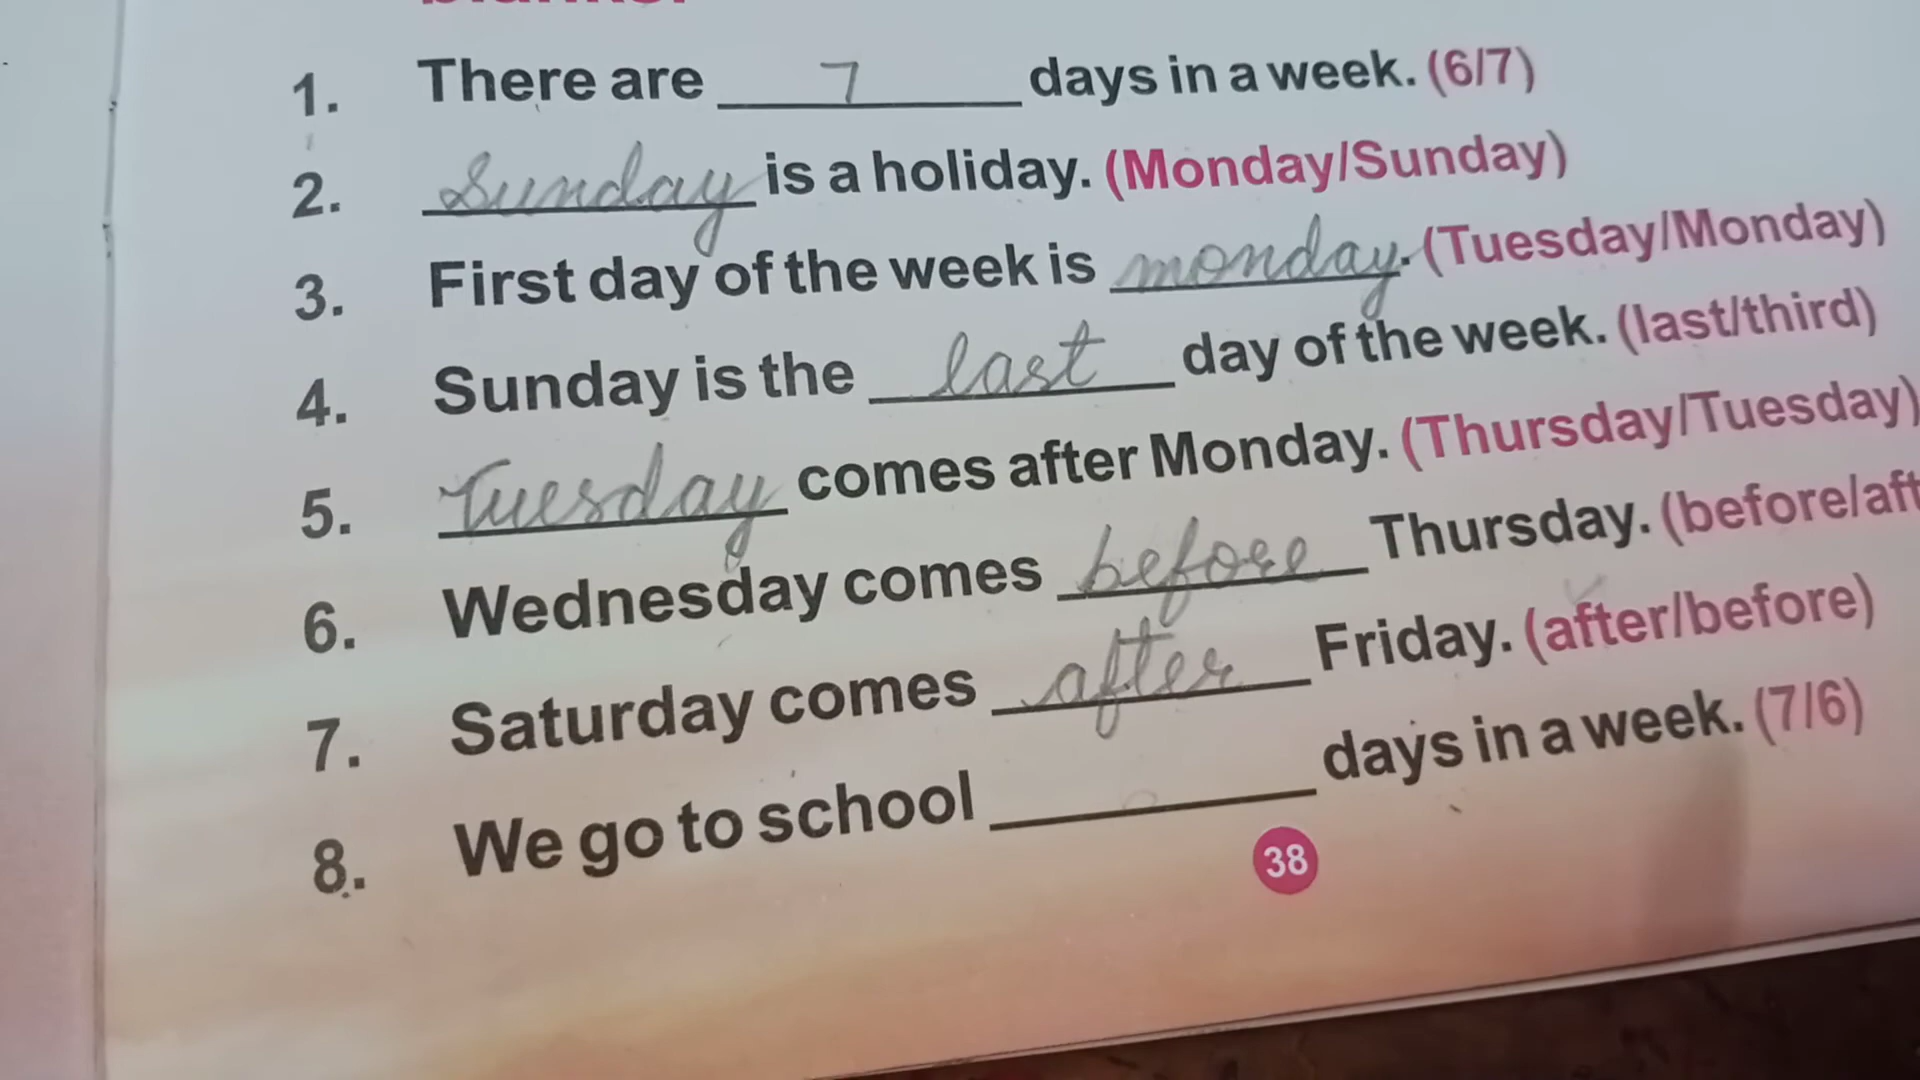 1. There are 7 days in a week. (6/7)
2. Sunday is a holiday. (Monday/Sunday)
3. First day of the week is monday. (Tuesday/Monday)
4. Sunday is the last day of the week. (last/third)
5. Tuesday comes after Monday. (Thursday/Tuesday)
6. Wednesday comes before Thursday. (before/aft
7. Saturday comes after Friday. (after/before)
8. We go to school ________ days in a week. (7/6)
38